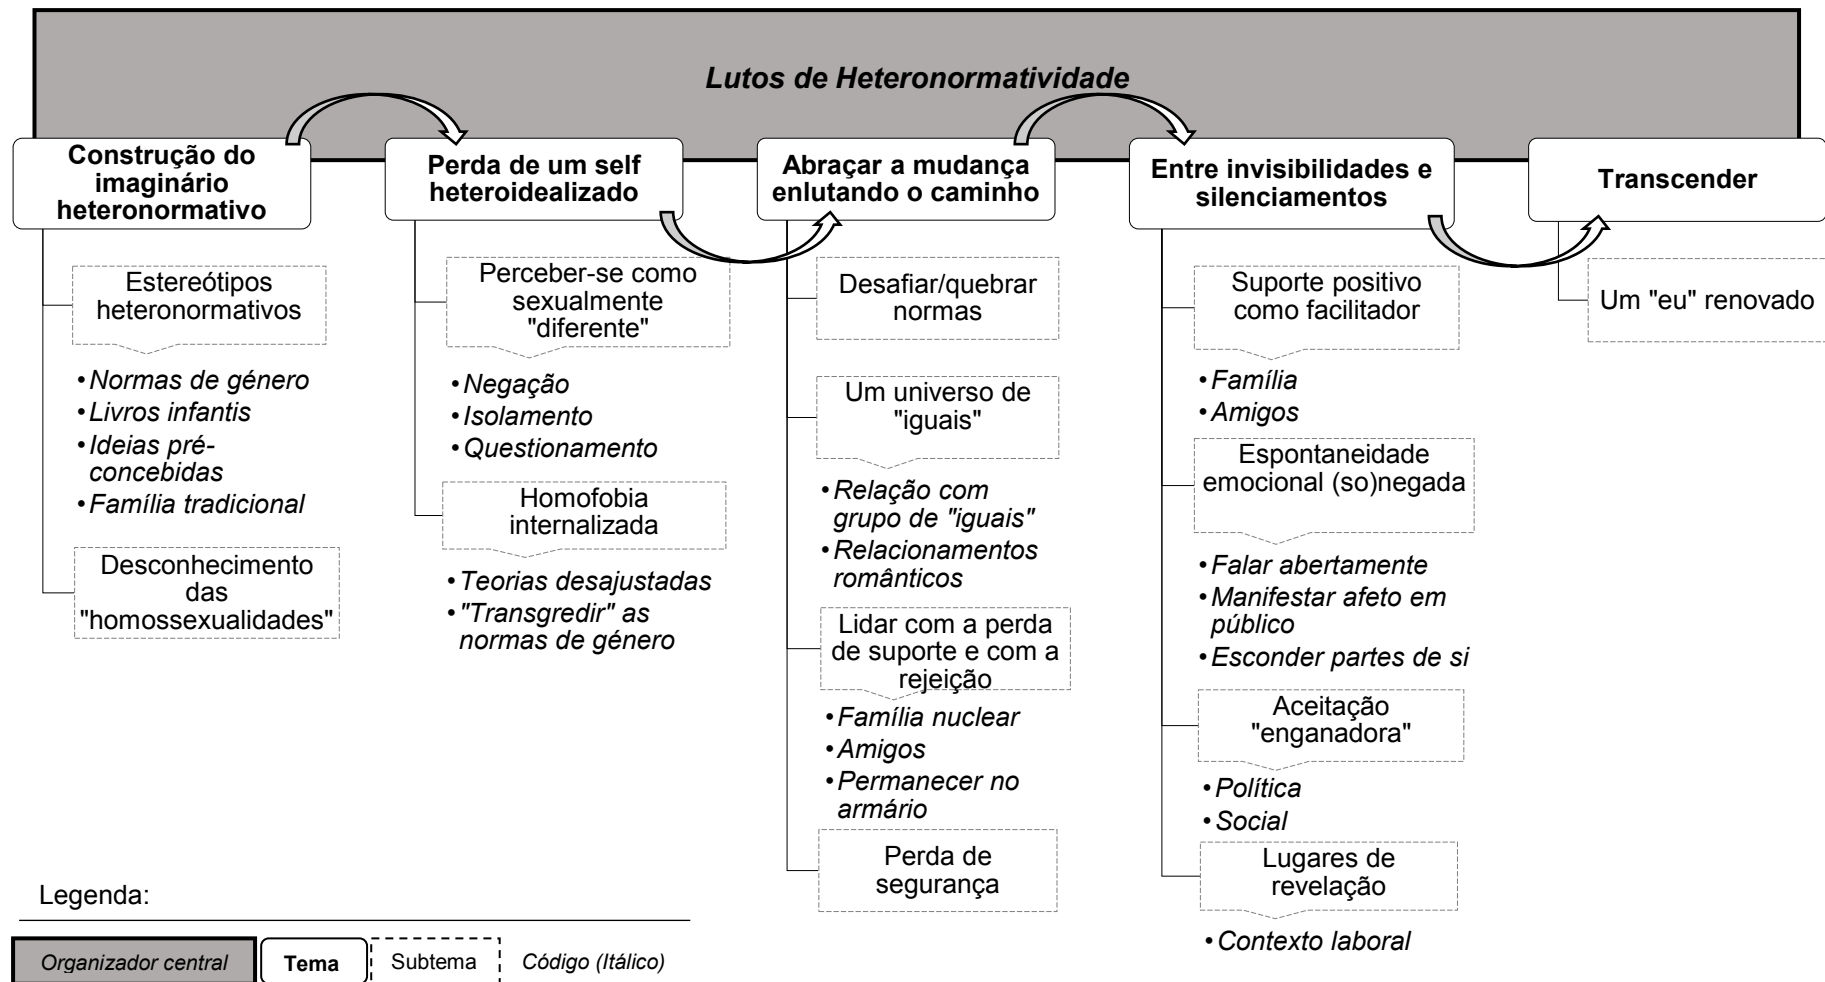 Lutos de Heteronormatividade
Construção do
imaginário
heteronormativo
Estereótipos
heteronormativos
•Normas de género
•Livros infantis
•Ideias pré-
concebidas
•Família tradicional
Desconhecimento
das
"homossexualidades"
Perda de um self
heteroidealizado
Perceber-se como
sexualmente
"diferente"
•Negação
•Isolamento
•Questionamento
Homofobia
internalizada
•Teorias desajustadas
•"Transgredir" as
normas de género
Abraçar a mudança
enlutando o caminho
Desafiar/quebrar
normas
Um universo de
"iguais"
•Relação com
grupo de "iguais"
•Relacionamentos
românticos
Lidar com a perda
de suporte e com a
rejeição
•Família nuclear
•Amigos
•Permanecer no
armário
Perda de
segurança
Entre invisibilidades e
silenciamentos
Suporte positivo
como facilitador
•Família
•Amigos
Espontaneidade
emocional (so)negada
•Falar abertamente
•Manifestar afeto em
público
•Esconder partes de si
Aceitação
"enganadora"
•Política
•Social
Lugares de
revelação
•Contexto laboral
Transcender
Um "eu" renovado
Legenda:
Organizador central
Tema
Subtema
Código (Itálico)